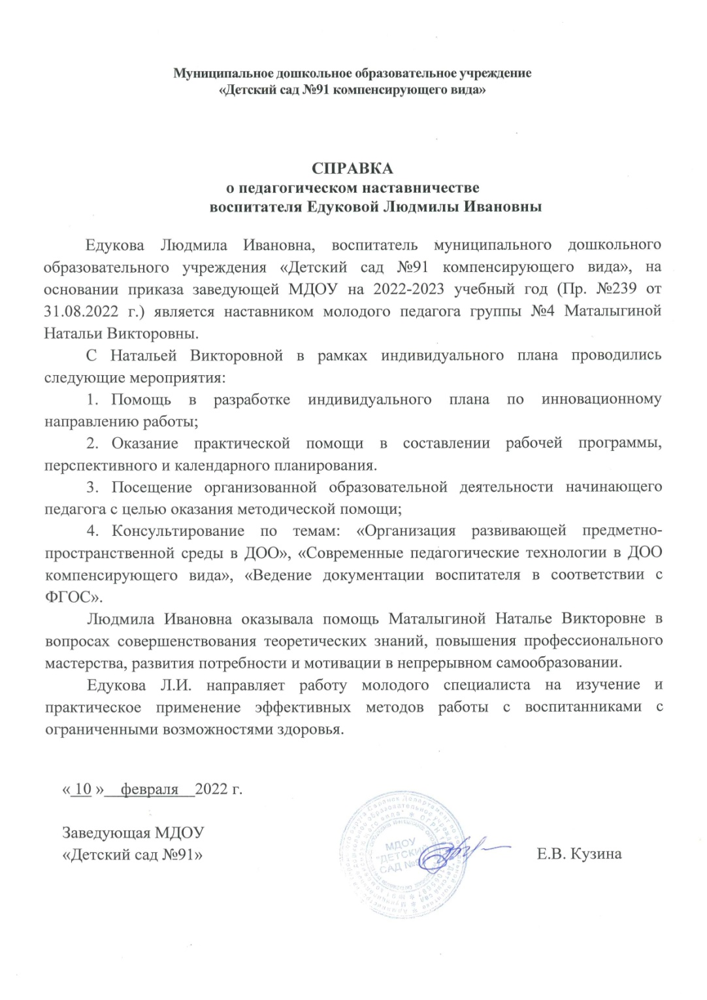 Муниципальное дошкольное образовательное учреждение
«Детский сад №91 компенсирующего вида»
СПРАВКА
о педагогическом наставничестве
воспитателя Едуковой Людмилы Ивановны
Едукова Людмила Ивановна, воспитатель муниципального дошкольного
образовательного учреждения «Детский сад №91 компенсирующего вида», на
основании приказа заведующей МДОУ на 2022-2023 учебный год (Пр. №239 от
31.08.2022 г.) является наставником молодого педагога группы №4 Маталыгиной
Натальи Викторовны.
С Натальей Викторовной в рамках индивидуального плана проводились
следующие мероприятия:
1. Помощь в разработке индивидуального плана по инновационному
направлению работы;
2. Оказание практической помощи в составлении рабочей программы,
перспективного и календарного планирования.
3. Посещение организованной образовательной деятельности начинающего
педагога с целью оказания методической помощи;
4. Консультирование по темам: «Организация развивающей предметно-
пространственной среды в ДОО», «Современные педагогические технологии в ДОО
компенсирующего вида», «Ведение документации воспитателя в соответствии с
ФГОС».
Людмила Ивановна оказывала помощь Маталыгиной Наталье Викторовне в
вопросах совершенствования теоретических знаний, повышения профессионального
мастерства, развития потребности и мотивации в непрерывном самообразовании.
Едукова Л.И. направляет работу молодого специалиста на изучение и
практическое применение эффективных методов работы с воспитанниками с
ограниченными возможностями здоровья.
« 10 »__февраля__2022 г.
Заведующая МДОУ
«Детский сад №91»
Е.В. Кузина
МДОУ
"ДЕТСКИЙ
САД